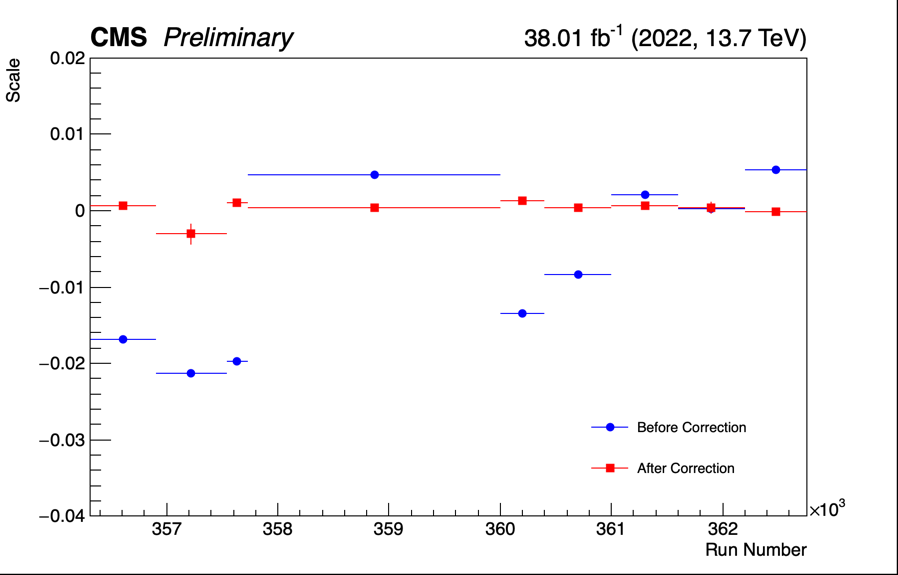 CMS Preliminary 38.01 fb⁻¹ (2022, 13.7 TeV)
Scale
0.02
0.01
0
−0.01
−0.02
−0.03
−0.04
Before Correction
After Correction
357 358 359 360 361 362 ×10³
Run Number